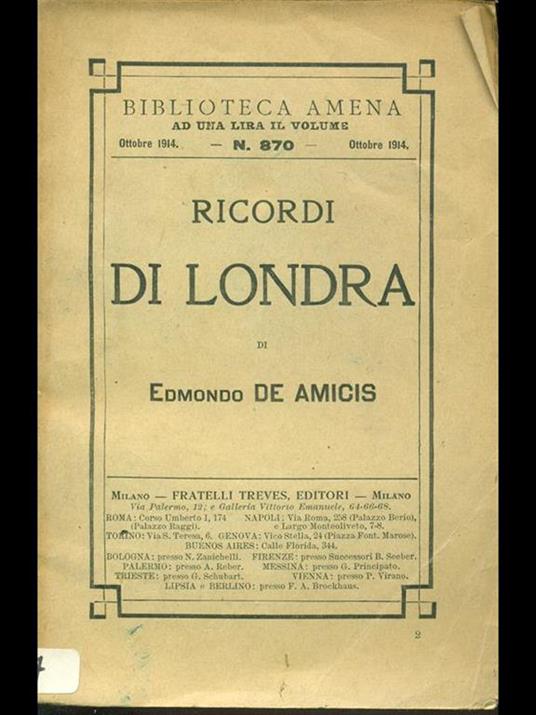 BIBLIOTECA AMENA
AD UNA LIRA IL VOLUME
Ottobre 1914. — N. 870 — Ottobre 1914.
RICORDI
DI LONDRA
DI
EDMONDO DE AMICIS
MILANO — FRATELLI TREVES, EDITORI — MILANO
Via Palermo, 12; e Galleria Vittorio Emanuele, 64-66-68.
ROMA: Corso Umberto I, 174 NAPOLI: Via Roma, 258 (Palazzo Berio),
(Palazzo Raggi). e Largo Monteoliveto, 7-8.
TORINO: Via S. Teresa, 6. GENOVA: Vico Stella, 24 (Piazza Font. Marose).
BUENOS AIRES: Calle Florida, 344.
BOLOGNA: presso N. Zanichelli. FIRENZE: presso Successori B. Seeber.
PALERMO: presso A. Reber. MESSINA: presso G. Principato.
TRIESTE: presso G. Schubart. VIENNA: presso P. Virano.
LIPSIA e BERLINO: presso F. A. Brockhaus.
2